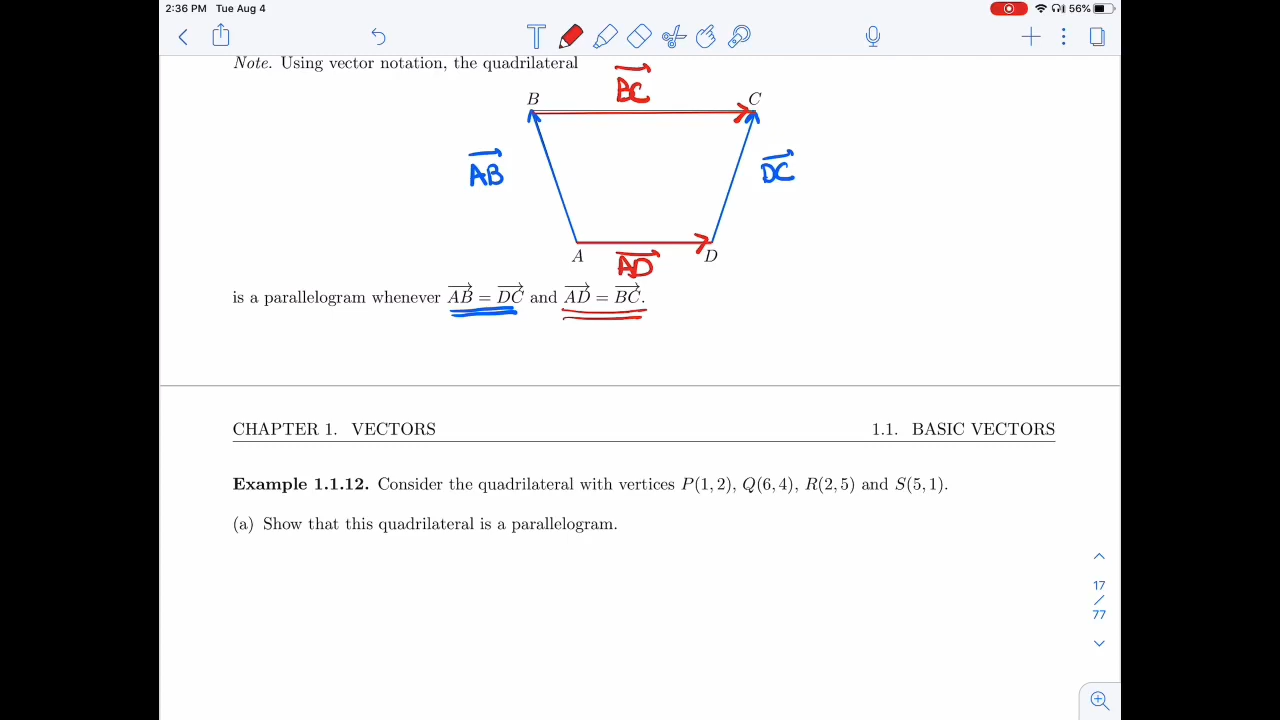 2:36 PM Tue Aug 4
56%
T
Note. Using vector notation, the quadrilateral
BC
B
C
AB
DC
A
D
AD
is a parallelogram whenever AB = DC and AD = BC.
CHAPTER 1. VECTORS
1.1. BASIC VECTORS
Example 1.1.12. Consider the quadrilateral with vertices P(1, 2), Q(6, 4), R(2, 5) and S(5, 1).
(a) Show that this quadrilateral is a parallelogram.
17
/
77